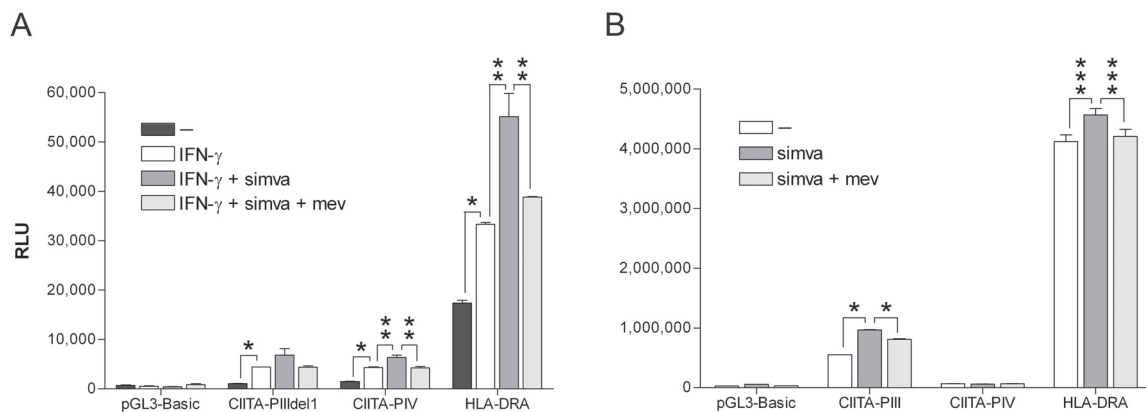 A
B
60,000
50,000
40,000
30,000
20,000
10,000
0
RLU
–
IFN-γ
IFN-γ + simva
IFN-γ + simva + mev
*
*
**
**
*
**
**
pGL3-Basic CIITA-PIIIdel1 CIITA-PIV HLA-DRA
5,000,000
4,000,000
3,000,000
2,000,000
1,000,000
0
–
simva
simva + mev
*
*
***
***
pGL3-Basic CIITA-PIII CIITA-PIV HLA-DRA